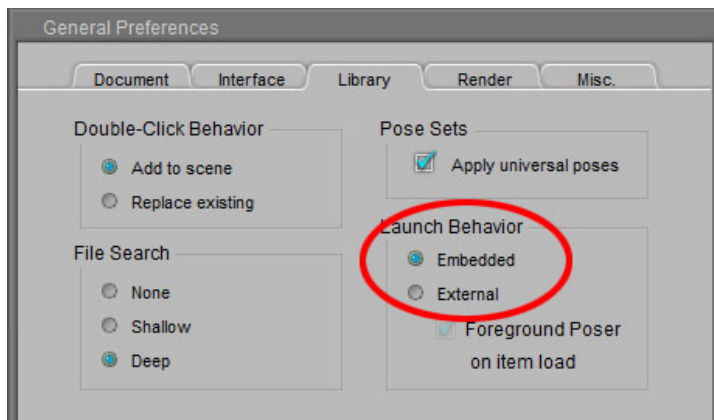 General Preferences
Document Interface Library Render Misc.
Double-Click Behavior
Add to scene
Replace existing
File Search
None
Shallow
Deep
Pose Sets
Apply universal poses
Launch Behavior
Embedded
External
Foreground Poser
on item load